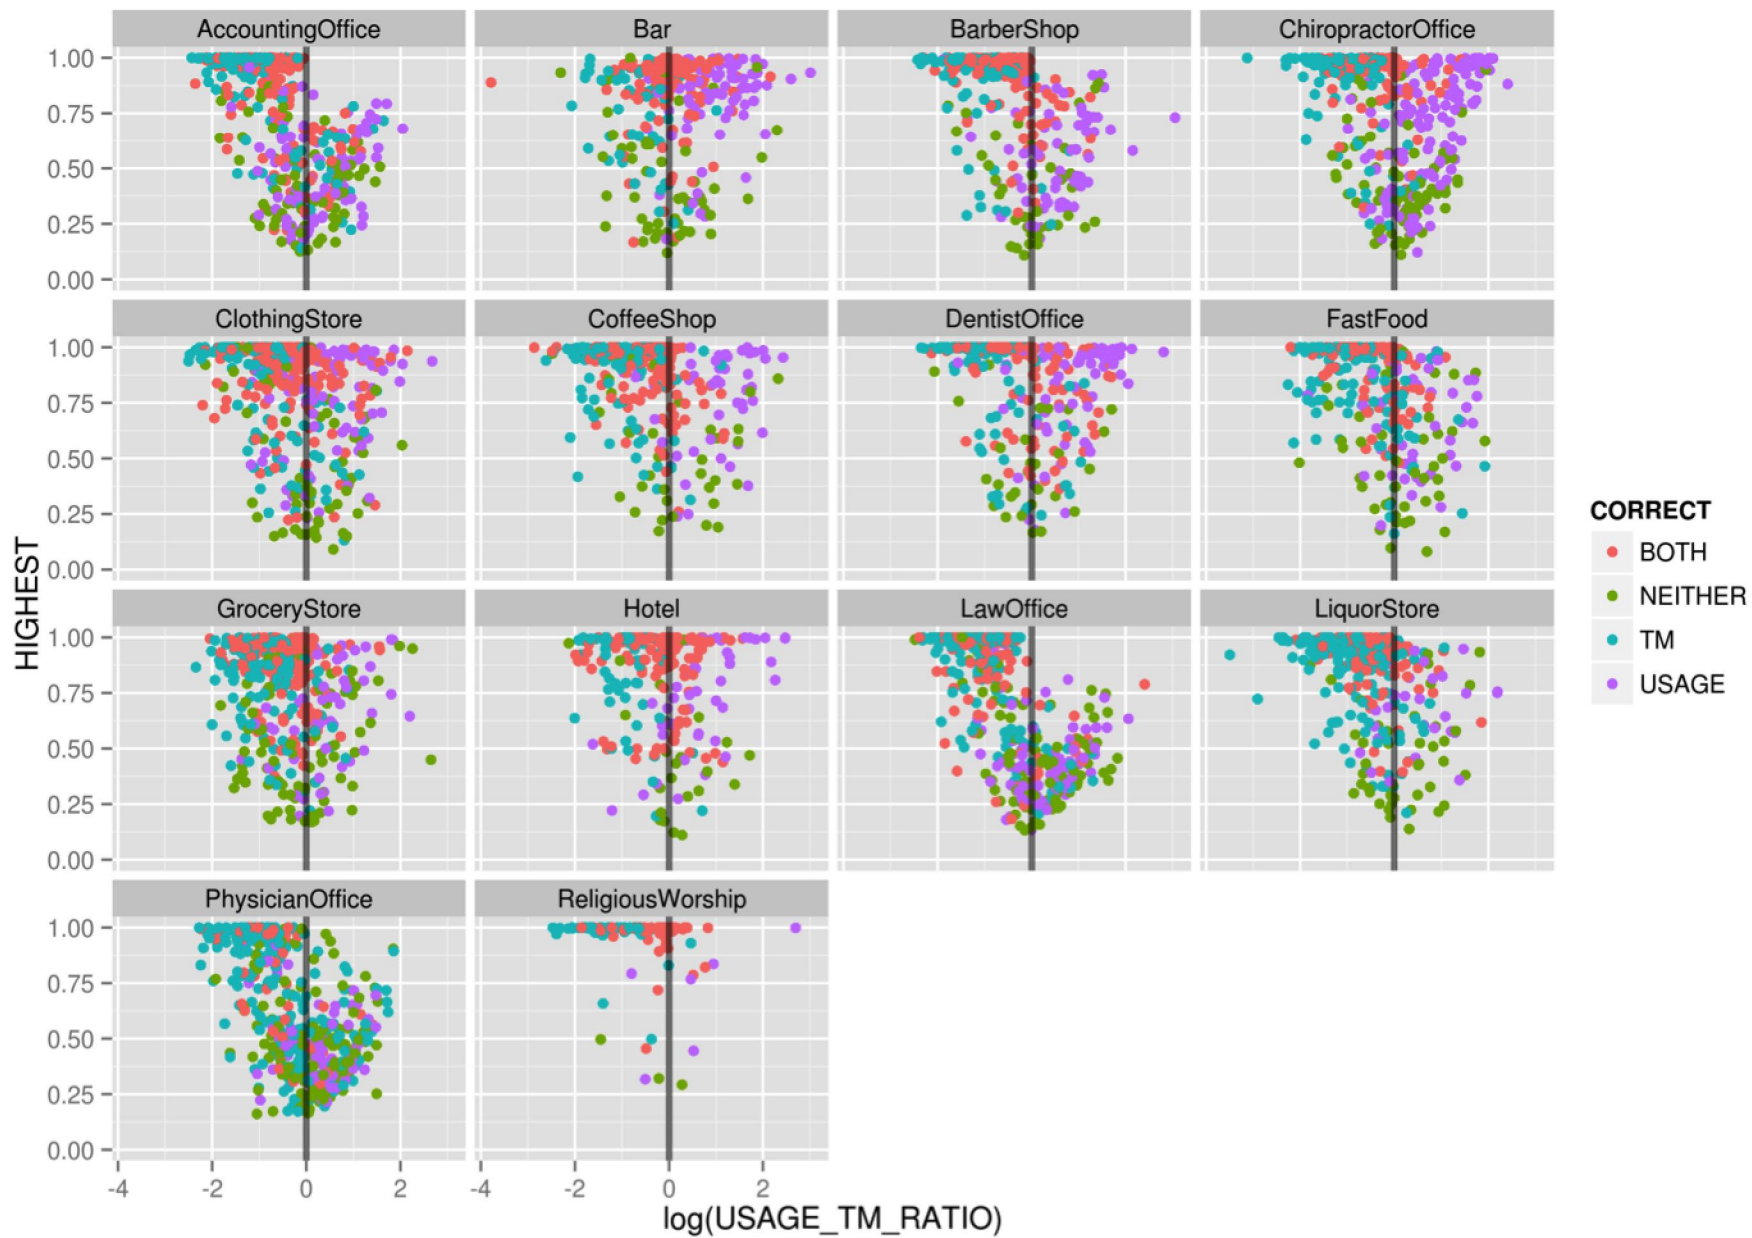 AccountingOffice Bar BarberShop ChiropractorOffice
1.00
0.75
0.50
0.25
0.00
ClothingStore CoffeeShop DentistOffice FastFood
1.00
0.75
0.50
0.25
0.00
GroceryStore Hotel LawOffice LiquorStore
1.00
0.75
0.50
0.25
0.00
PhysicianOffice ReligiousWorship
1.00
0.75
0.50
0.25
0.00
-4 -2 0 2 -4 -2 0 2
log(USAGE_TM_RATIO)
HIGHEST
CORRECT
BOTH
NEITHER
TM
USAGE